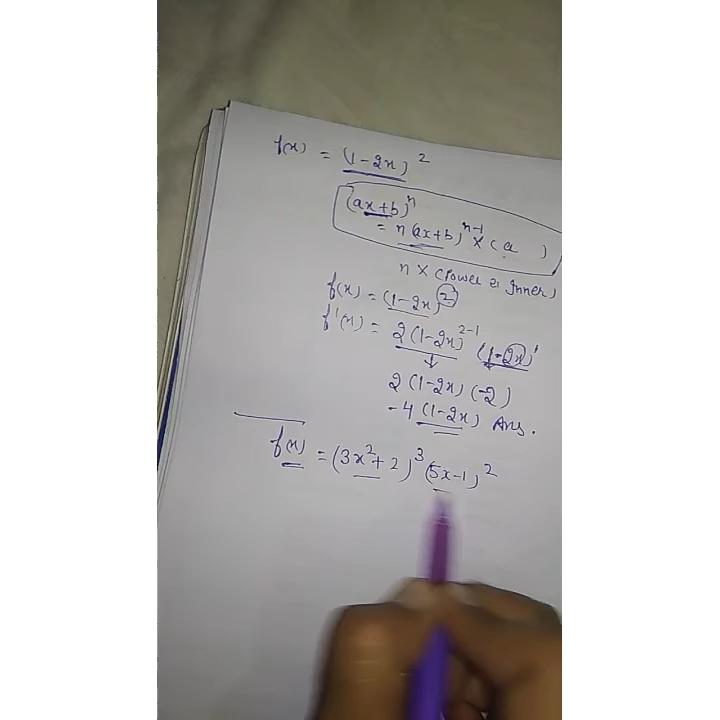 f(x) = (1-2x)²
(ax+b)ⁿ
= n(ax+b)ⁿ⁻¹ × (a )
n × (Power & Inner)
f(x) = (1-2x)²
f'(x) = 2(1-2x)²⁻¹ (1-2x)'
↓
2(1-2x)(-2)
-4(1-2x) Ans.
f(x) = (3x²+2)³(5x-1)²